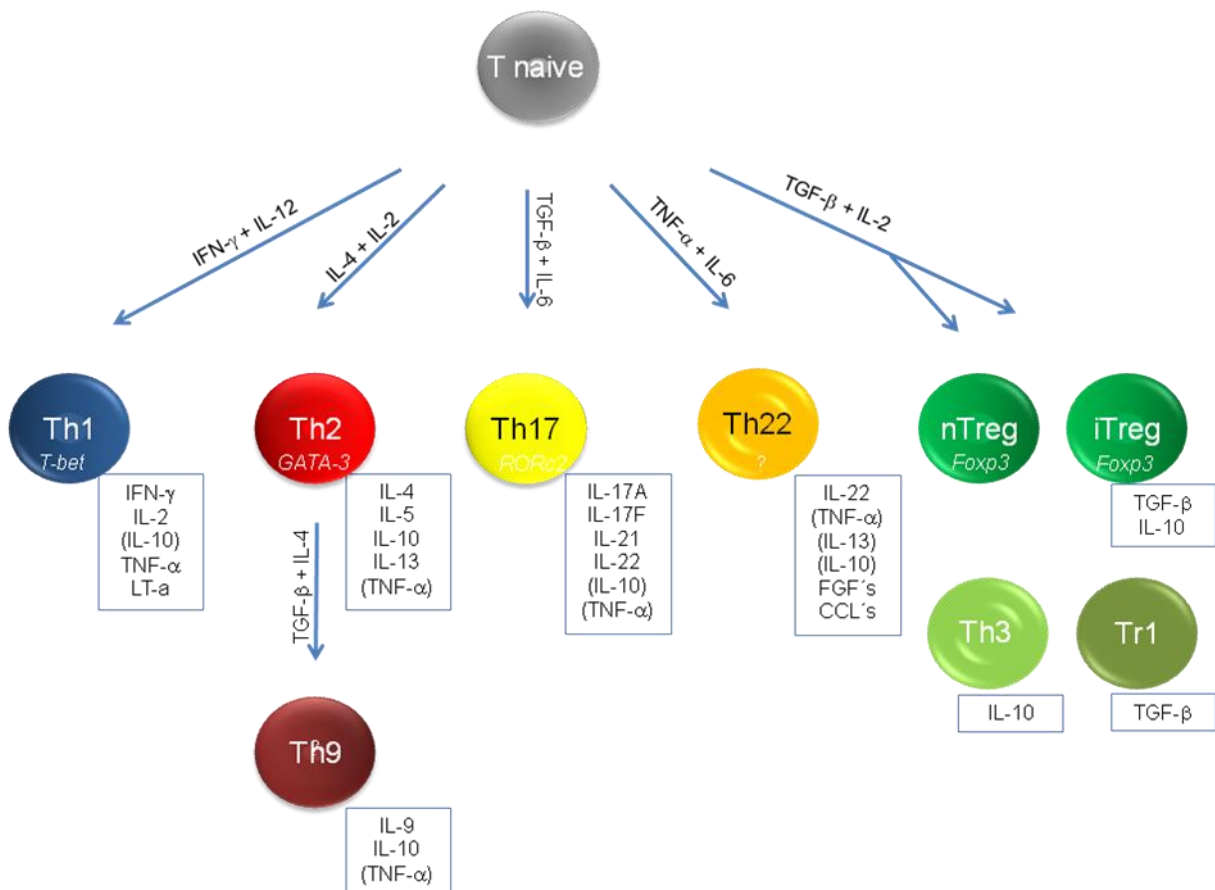 T naive
IFN-γ + IL-12
IL-4 + IL-2
TGF-β + IL-6
TNF-α + IL-6
TGF-β + IL-2
Th1
T-bet
IFN-γ
IL-2
(IL-10)
TNF-α
LT-a
Th2
GATA-3
IL-4
IL-5
IL-10
IL-13
(TNF-α)
Th17
RORc2
IL-17A
IL-17F
IL-21
IL-22
(IL-10)
(TNF-α)
Th22
?
IL-22
(TNF-α)
(IL-13)
(IL-10)
FGF´s
CCL´s
nTreg
Foxp3
iTreg
Foxp3
TGF-β
IL-10
TGF-β + IL-4
Th9
IL-9
IL-10
(TNF-α)
Th3
IL-10
Tr1
TGF-β